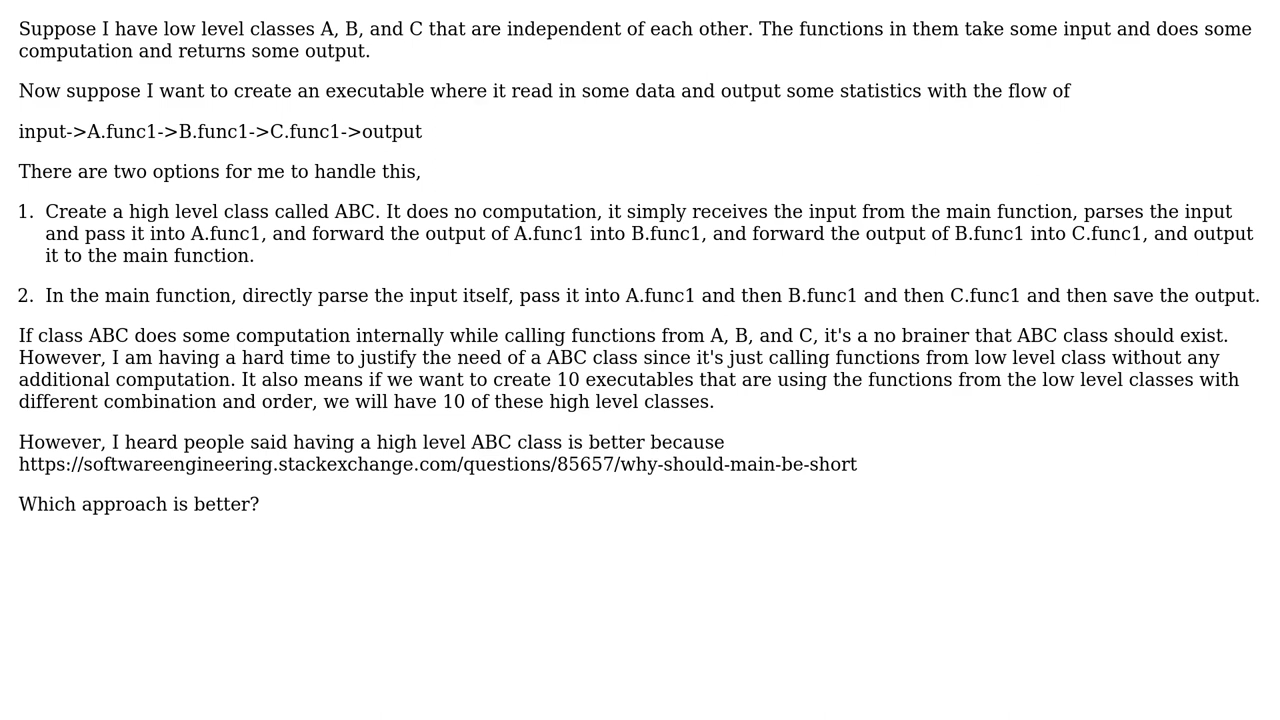 Suppose I have low level classes A, B, and C that are independent of each other. The functions in them take some input and does some
computation and returns some output.
Now suppose I want to create an executable where it read in some data and output some statistics with the flow of
input->A.func1->B.func1->C.func1->output
There are two options for me to handle this,
1. Create a high level class called ABC. It does no computation, it simply receives the input from the main function, parses the input
and pass it into A.func1, and forward the output of A.func1 into B.func1, and forward the output of B.func1 into C.func1, and output
it to the main function.
2. In the main function, directly parse the input itself, pass it into A.func1 and then B.func1 and then C.func1 and then save the output.
If class ABC does some computation internally while calling functions from A, B, and C, it's a no brainer that ABC class should exist.
However, I am having a hard time to justify the need of a ABC class since it's just calling functions from low level class without any
additional computation. It also means if we want to create 10 executables that are using the functions from the low level classes with
different combination and order, we will have 10 of these high level classes.
However, I heard people said having a high level ABC class is better because
https://softwareengineering.stackexchange.com/questions/85657/why-should-main-be-short
Which approach is better?